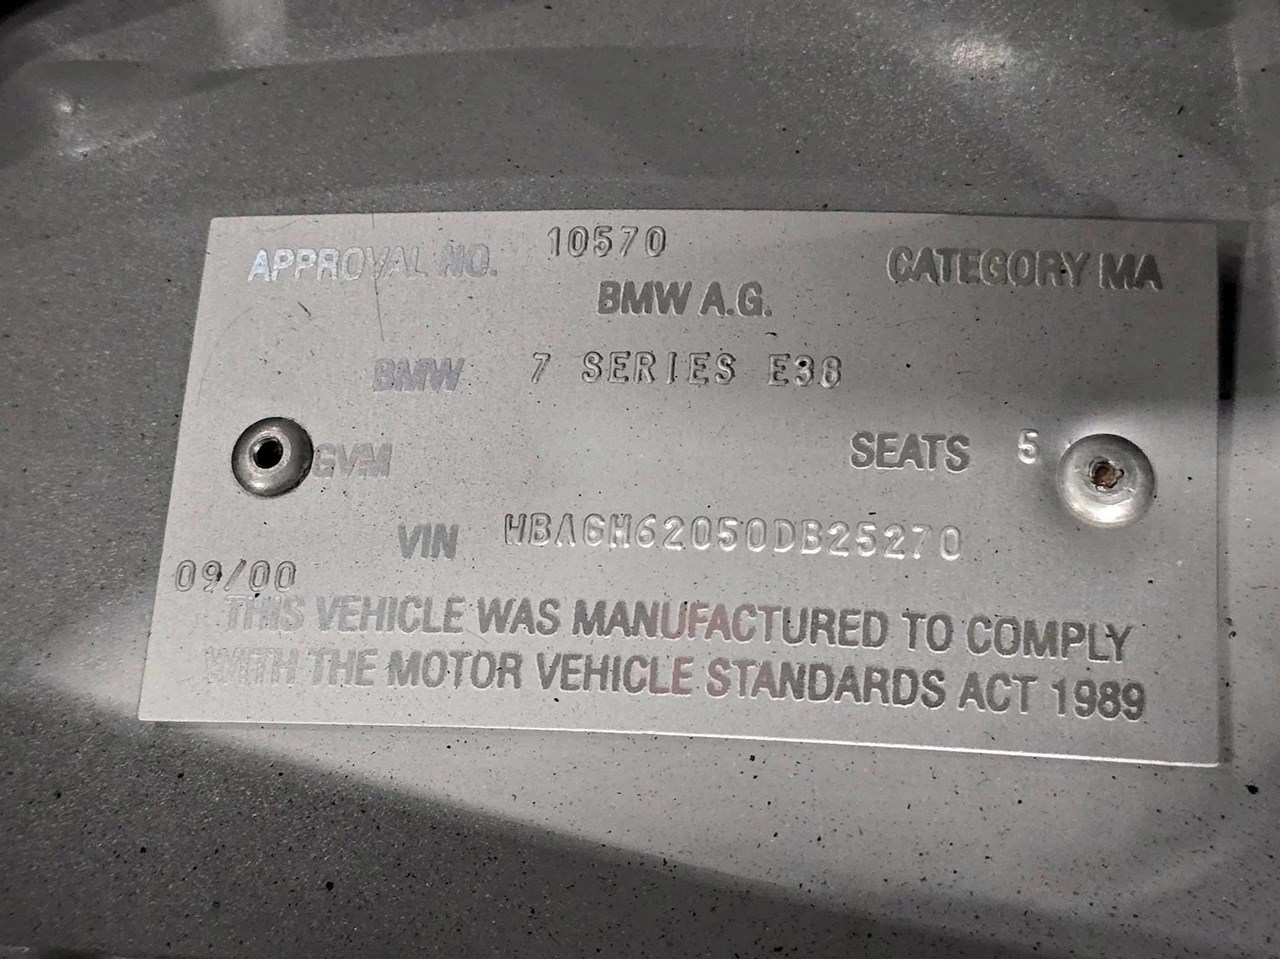 APPROVAL NO. 10570 CATEGORY MA
BMW A.G.
BMW 7 SERIES E38
GVM SEATS 5
VIN WBAGH62050DB25270
09/00
THIS VEHICLE WAS MANUFACTURED TO COMPLY
WITH THE MOTOR VEHICLE STANDARDS ACT 1989